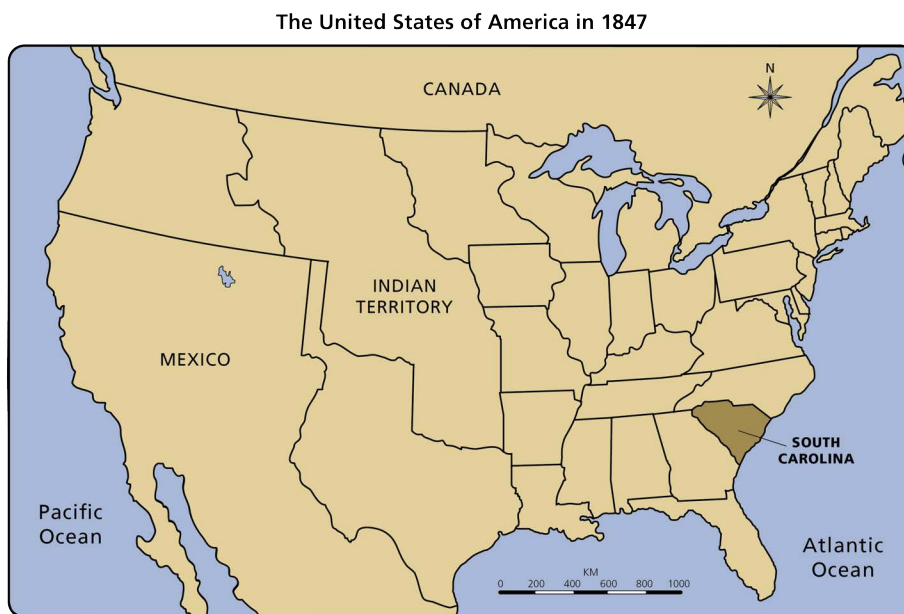 The United States of America in 1847
N
CANADA
INDIAN
TERRITORY
MEXICO
SOUTH
CAROLINA
Pacific
Ocean
Atlantic
Ocean
KM
0 200 400 600 800 1000